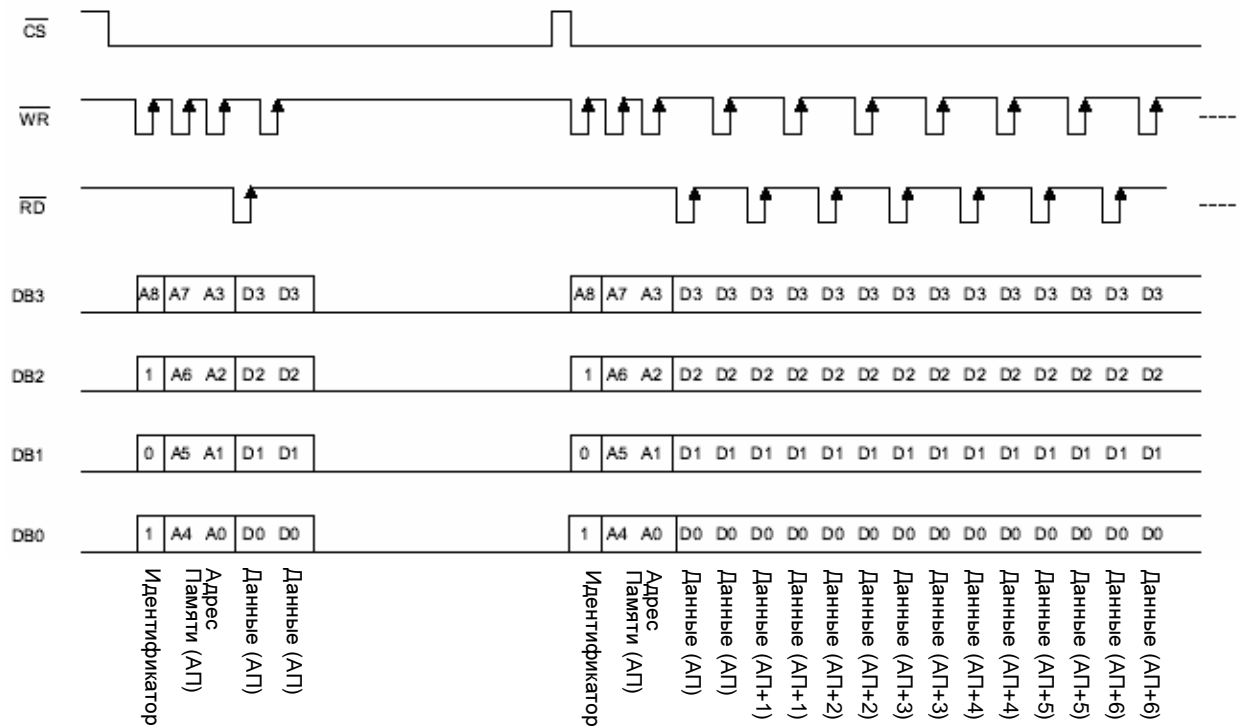 CS
WR
----
RD
----
DB3 A8 A7 A3 D3 D3 A8 A7 A3 D3 D3 D3 D3 D3 D3 D3 D3 D3 D3 D3 D3 D3 D3
DB2 1 A6 A2 D2 D2 1 A6 A2 D2 D2 D2 D2 D2 D2 D2 D2 D2 D2 D2 D2 D2 D2
DB1 0 A5 A1 D1 D1 0 A5 A1 D1 D1 D1 D1 D1 D1 D1 D1 D1 D1 D1 D1 D1 D1
DB0 1 A4 A0 D0 D0 1 A4 A0 D0 D0 D0 D0 D0 D0 D0 D0 D0 D0 D0 D0 D0 D0
Идентификатор
Адрес
Памяти (АП)
Данные (АП)
Данные (АП)
Идентификатор
Адрес
Памяти (АП)
Данные (АП)
Данные (АП)
Данные (АП+1)
Данные (АП+1)
Данные (АП+2)
Данные (АП+2)
Данные (АП+3)
Данные (АП+3)
Данные (АП+4)
Данные (АП+4)
Данные (АП+5)
Данные (АП+5)
Данные (АП+6)
Данные (АП+6)